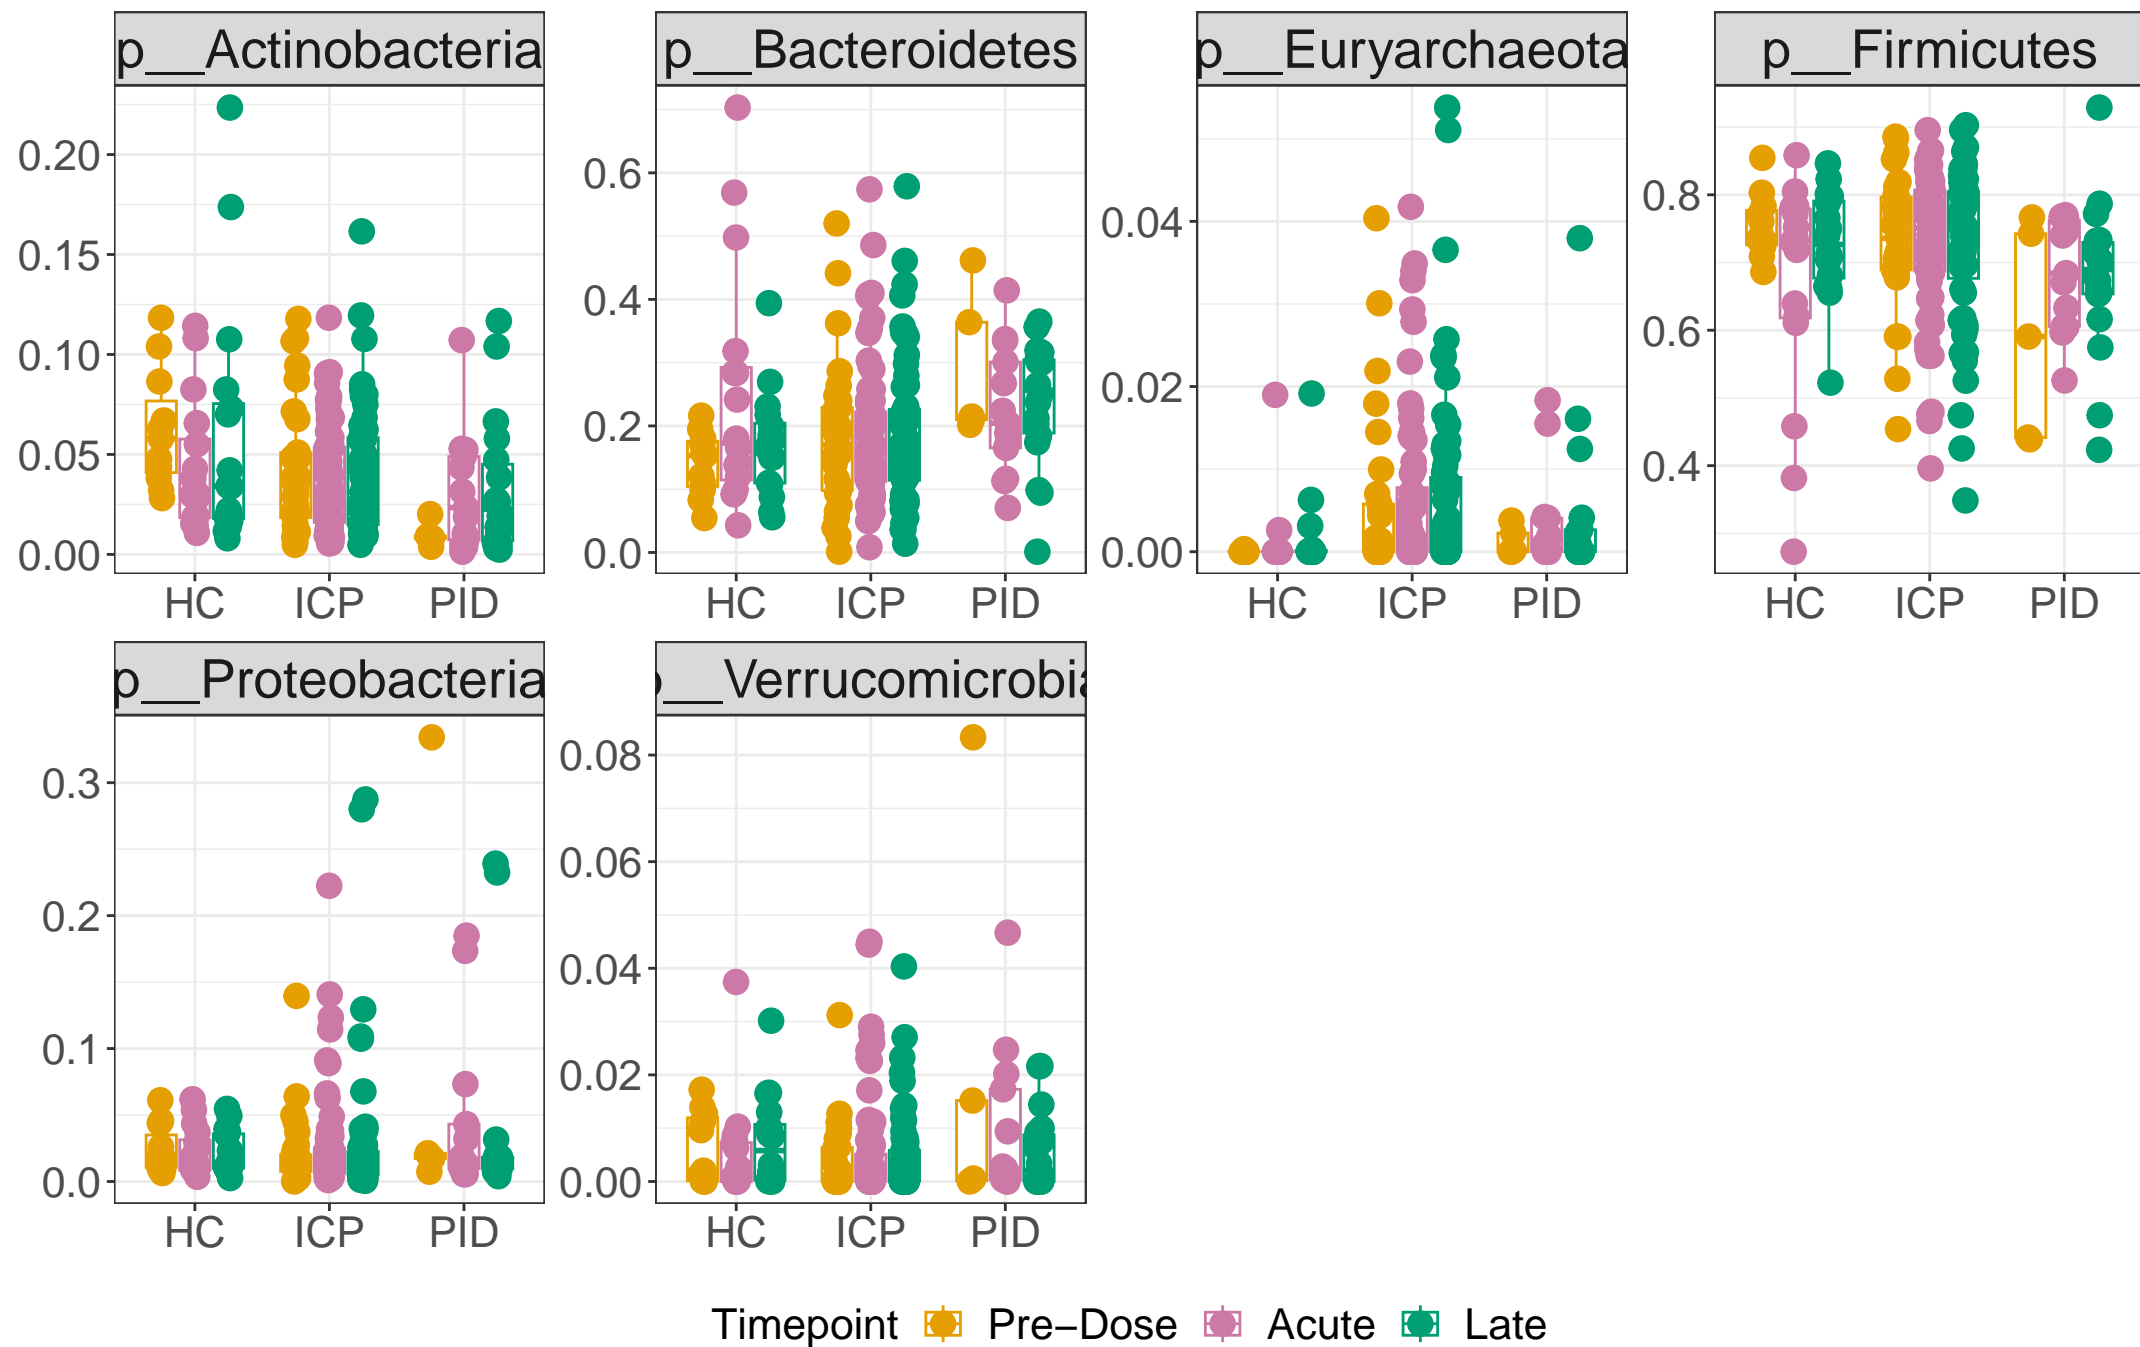 p__Actinobacteria p__Bacteroidetes p__Euryarchaeota p__Firmicutes
0.20
0.15
0.10
0.05
0.00
HC ICP PID
0.6
0.4
0.2
0.0
HC ICP PID
0.04
0.02
0.00
HC ICP PID
0.8
0.6
0.4
HC ICP PID
p__Proteobacteria p__Verrucomicrobia
0.3
0.2
0.1
0.0
HC ICP PID
0.08
0.06
0.04
0.02
0.00
HC ICP PID
Timepoint Pre−Dose Acute Late